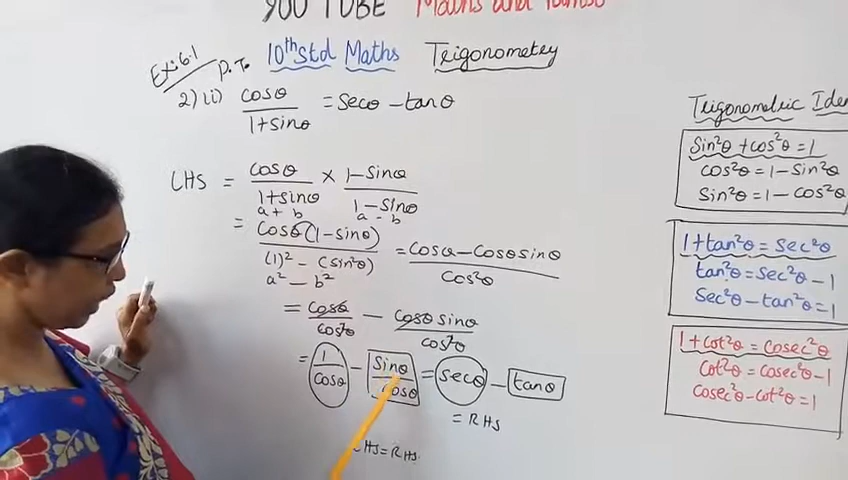 YOU TUBE Maths and
Ex:6.1 P.T. 10th Std Maths Trigonometry
2) ii) cosθ / 1+sinθ = secθ - tanθ
LHS = cosθ / 1+sinθ × 1-sinθ / 1-sinθ
a + b a - b
= cosθ(1-sinθ) / (1)² - (sin²θ) = cosθ - cosθ sinθ / cos²θ
a² - b²
= cosθ / cos²θ - cosθ sinθ / cos²θ
= 1 / cosθ - sinθ / cosθ = secθ - tanθ
= RHS
LHS = RHS
Trigonometric Iden
Sin²θ + cos²θ = 1
cos²θ = 1 - sin²θ
Sin²θ = 1 - cos²θ
1 + tan²θ = sec²θ
tan²θ = sec²θ - 1
Sec²θ - tan²θ = 1
1 + cot²θ = cosec²θ
cot²θ = cosec²θ - 1
cosec²θ - cot²θ = 1